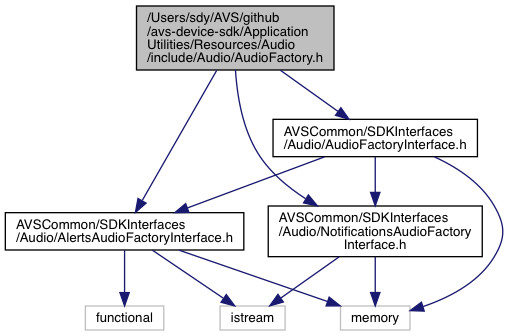 /Users/sdy/AVS/github
/avs-device-sdk/Application
Utilities/Resources/Audio
/include/Audio/AudioFactory.h
AVSCommon/SDKInterfaces
/Audio/AudioFactoryInterface.h
AVSCommon/SDKInterfaces
/Audio/AlertsAudioFactoryInterface.h
AVSCommon/SDKInterfaces
/Audio/NotificationsAudioFactory
Interface.h
functional
istream
memory